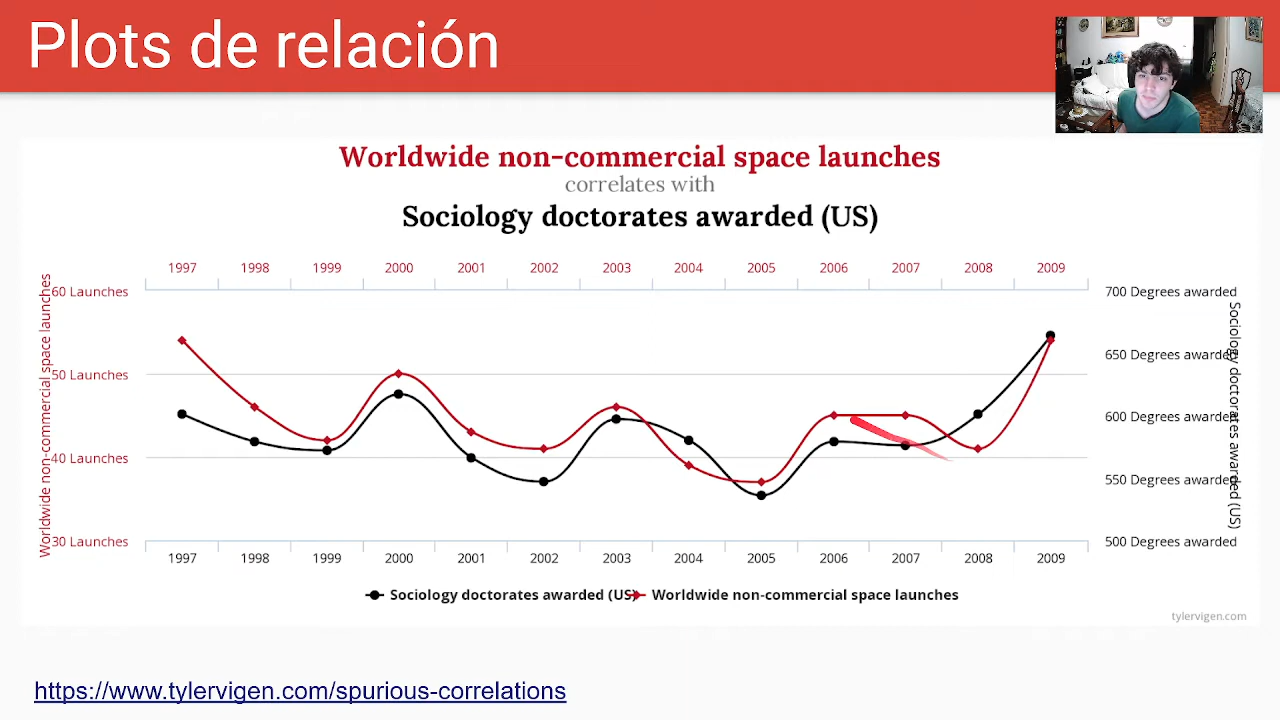 Plots de relación
Worldwide non-commercial space launches
correlates with
Sociology doctorates awarded (US)
1997 1998 1999 2000 2001 2002 2003 2004 2005 2006 2007 2008 2009
Worldwide non-commercial space launches
60 Launches
50 Launches
40 Launches
30 Launches
700 Degrees awarded
650 Degrees awarded
600 Degrees awarded
550 Degrees awarded
500 Degrees awarded
Sociology doctorates awarded (US)
1997 1998 1999 2000 2001 2002 2003 2004 2005 2006 2007 2008 2009
Sociology doctorates awarded (US) Worldwide non-commercial space launches
tylervigen.com
https://www.tylervigen.com/spurious-correlations